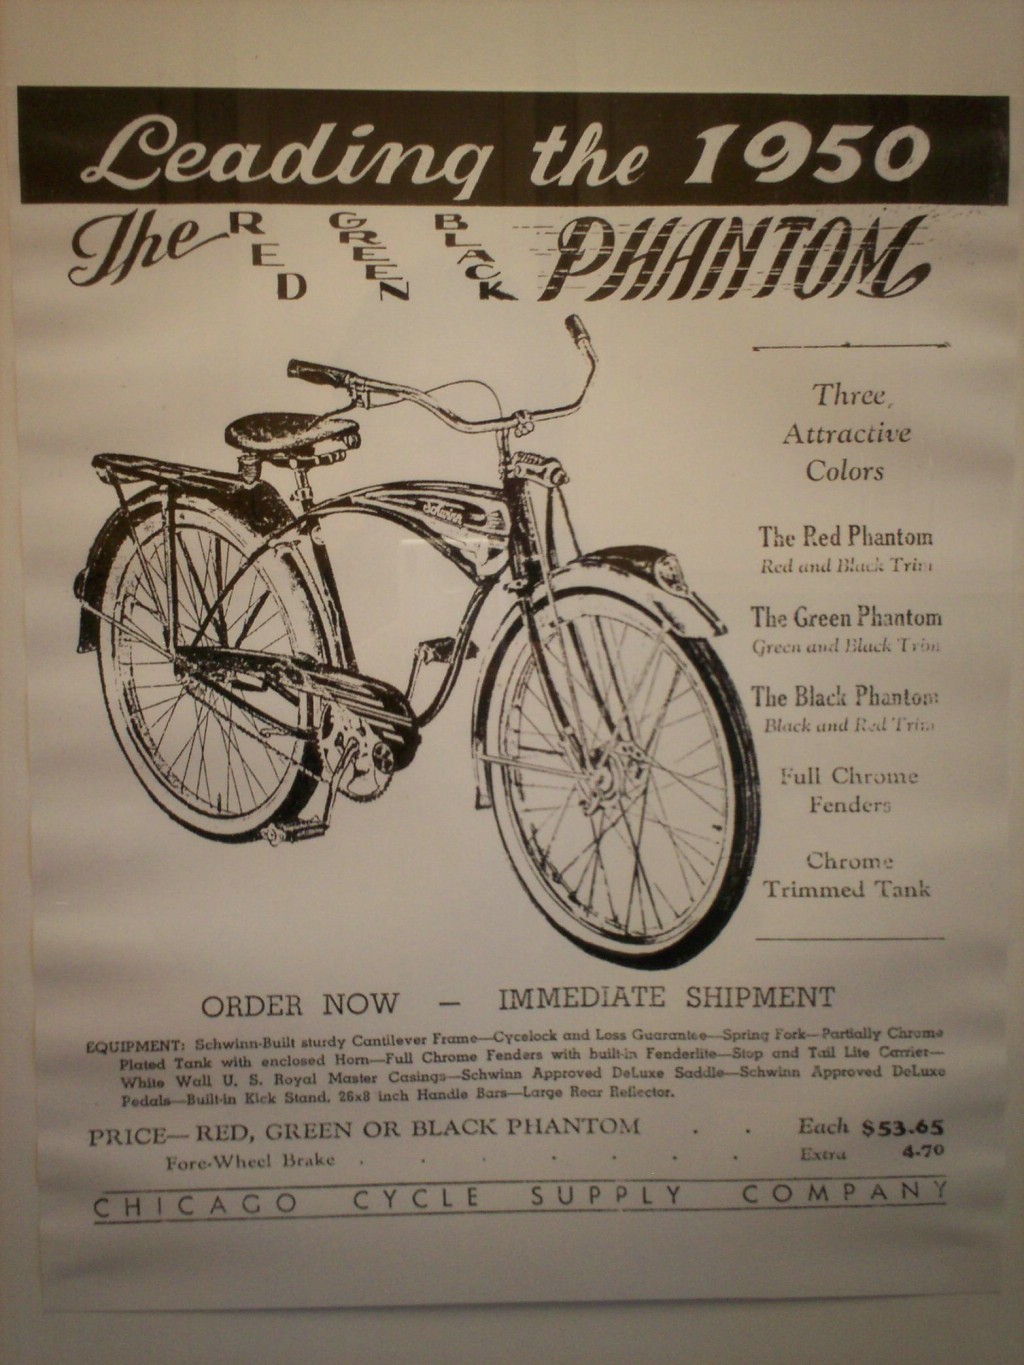 Leading the 1950
The RED GREEN BLACK PHANTOM
Schwinn
Three
Attractive
Colors
The Red Phantom
Red and Black Trim
The Green Phantom
Green and Black Trim
The Black Phantom
Black and Red Trim
Full Chrome
Fenders
Chrome
Trimmed Tank
ORDER NOW — IMMEDIATE SHIPMENT
EQUIPMENT: Schwinn-Built sturdy Cantilever Frame—Cycelock and Loss Guarantee—Spring Fork—Partially Chrome
Plated Tank with enclosed Horn—Full Chrome Fenders with built-in Fenderlite—Stop and Tail Lite Carrier—
White Wall U. S. Royal Master Casings—Schwinn Approved DeLuxe Saddle—Schwinn Approved DeLuxe
Pedals—Built-in Kick Stand. 26x8 inch Handle Bars—Large Rear Reflector.
PRICE—RED, GREEN OR BLACK PHANTOM . . Each $53.65
Fore-Wheel Brake . . . . . . . Extra 4.70
CHICAGO CYCLE SUPPLY COMPANY